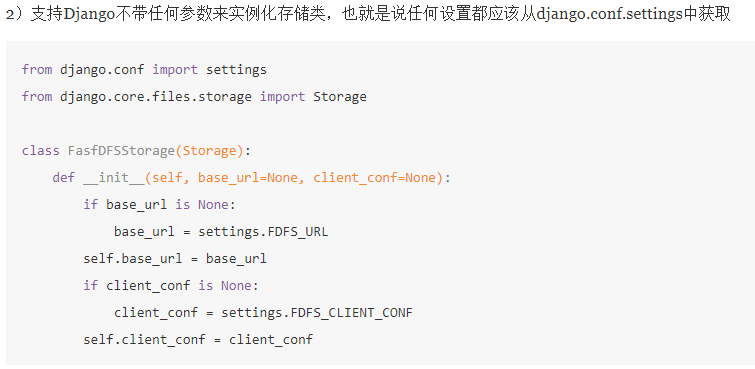 2）支持Django不带任何参数来实例化存储类，也就是说任何设置都应该从django.conf.settings中获取
from django.conf import settings
from django.core.files.storage import Storage
class FasfDFSStorage(Storage):
    def __init__(self, base_url=None, client_conf=None):
        if base_url is None:
            base_url = settings.FDFS_URL
        self.base_url = base_url
        if client_conf is None:
            client_conf = settings.FDFS_CLIENT_CONF
        self.client_conf = client_conf